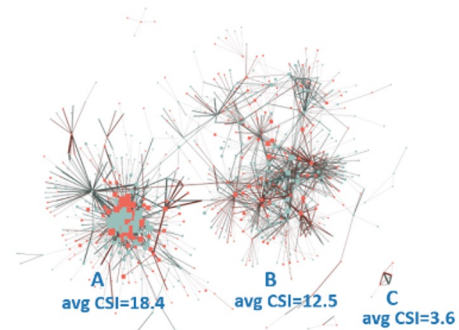 A
avg CSI=18.4
B
avg CSI=12.5
C
avg CSI=3.6